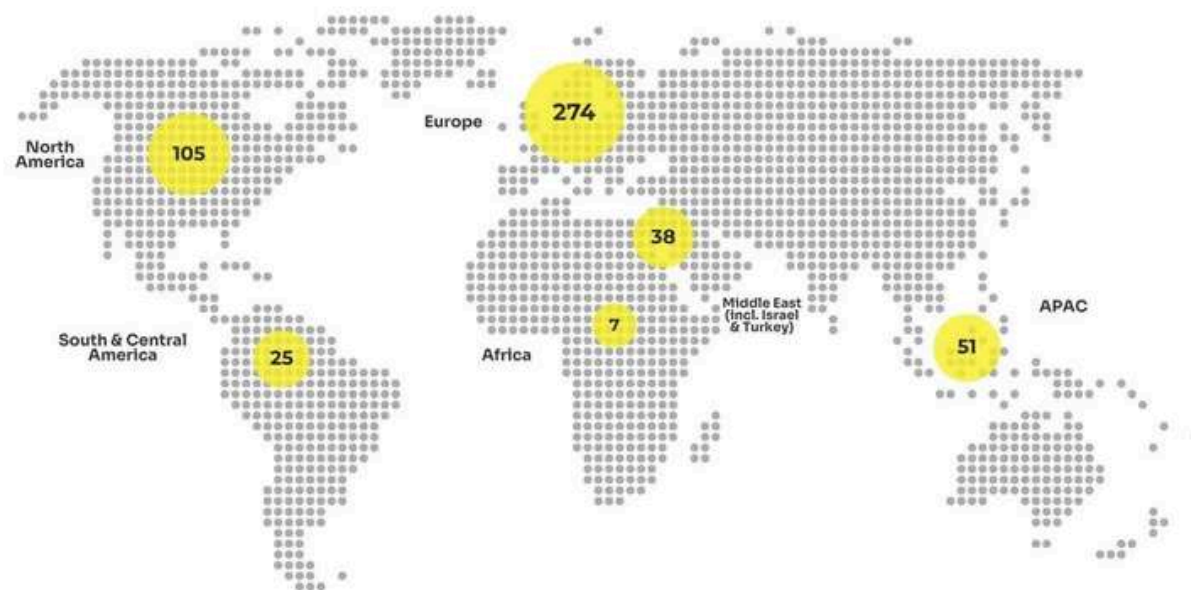 274
Europe
North
America
105
38
Middle East
(incl. Israel
& Turkey)
APAC
7
South & Central
America
25
Africa
51